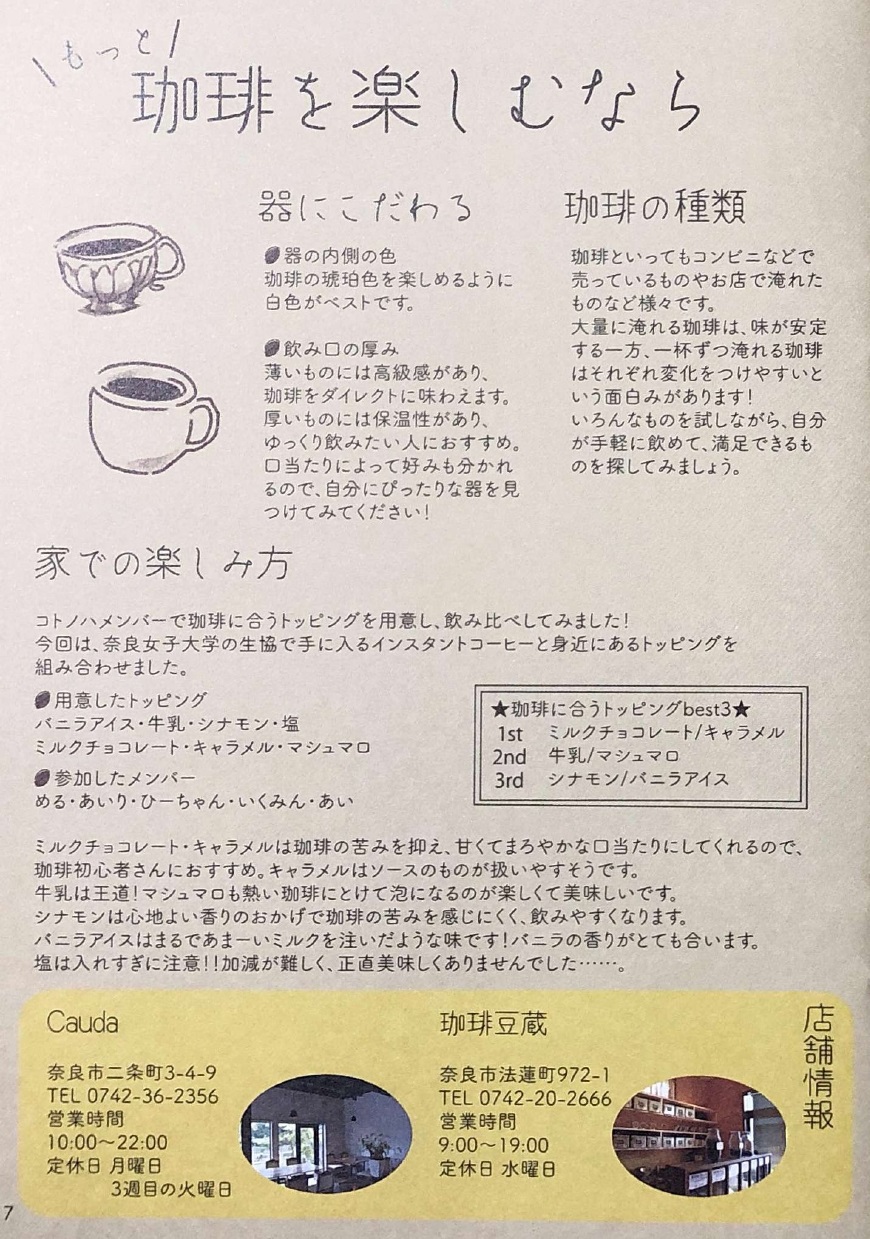 もっと
珈琲を楽しむなら
器にこだわる
器の内側の色
珈琲の琥珀色を楽しめるように
白色がベストです。
飲み口の厚み
薄いものには高級感があり、
珈琲をダイレクトに味わえます。
厚いものには保温性があり、
ゆっくり飲みたい人におすすめ。
口当たりによって好みも分かれ
るので、自分にぴったりな器を見
つけてみてください!
珈琲の種類
珈琲といってもコンビニなどで
売っているものやお店で淹れた
ものなど様々です。
大量に淹れる珈琲は、味が安定
する一方、一杯ずつ淹れる珈琲
はそれぞれ変化をつけやすいと
いう面白みがあります!
いろんなものを試しながら、自分
が手軽に飲めて、満足できるも
のを探してみましょう。
家での楽しみ方
コトノハメンバーで珈琲に合うトッピングを用意し、飲み比べしてみました!
今回は、奈良女子大学の生協で手に入るインスタントコーヒーと身近にあるトッピングを
組み合わせました。
用意したトッピング
バニラアイス・牛乳・シナモン・塩
ミルクチョコレート・キャラメル・マシュマロ
参加したメンバー
める・あいり・ひーちゃん・いくみん・あい
★珈琲に合うトッピングbest3★
1st ミルクチョコレート/キャラメル
2nd 牛乳/マシュマロ
3rd シナモン/バニラアイス
ミルクチョコレート・キャラメルは珈琲の苦みを抑え、甘くてまろやかな口当たりにしてくれるので、
珈琲初心者さんにおすすめ。キャラメルはソースのものが扱いやすそうです。
牛乳は王道!マシュマロも熱い珈琲にとけて泡になるのが楽しくて美味しいです。
シナモンは心地よい香りのおかげで珈琲の苦みを感じにくく、飲みやすくなります。
バニラアイスはまるであまーいミルクを注いだような味です!バニラの香りがとても合います。
塩は入れすぎに注意!!加減が難しく、正直美味しくありませんでした……。
店舗情報
Cauda
奈良市二条町3-4-9
TEL 0742-36-2356
営業時間
10:00～22:00
定休日 月曜日
3週目の火曜日
珈琲豆蔵
奈良市法蓮町972-1
TEL 0742-20-2666
営業時間
9:00～19:00
定休日 水曜日
7